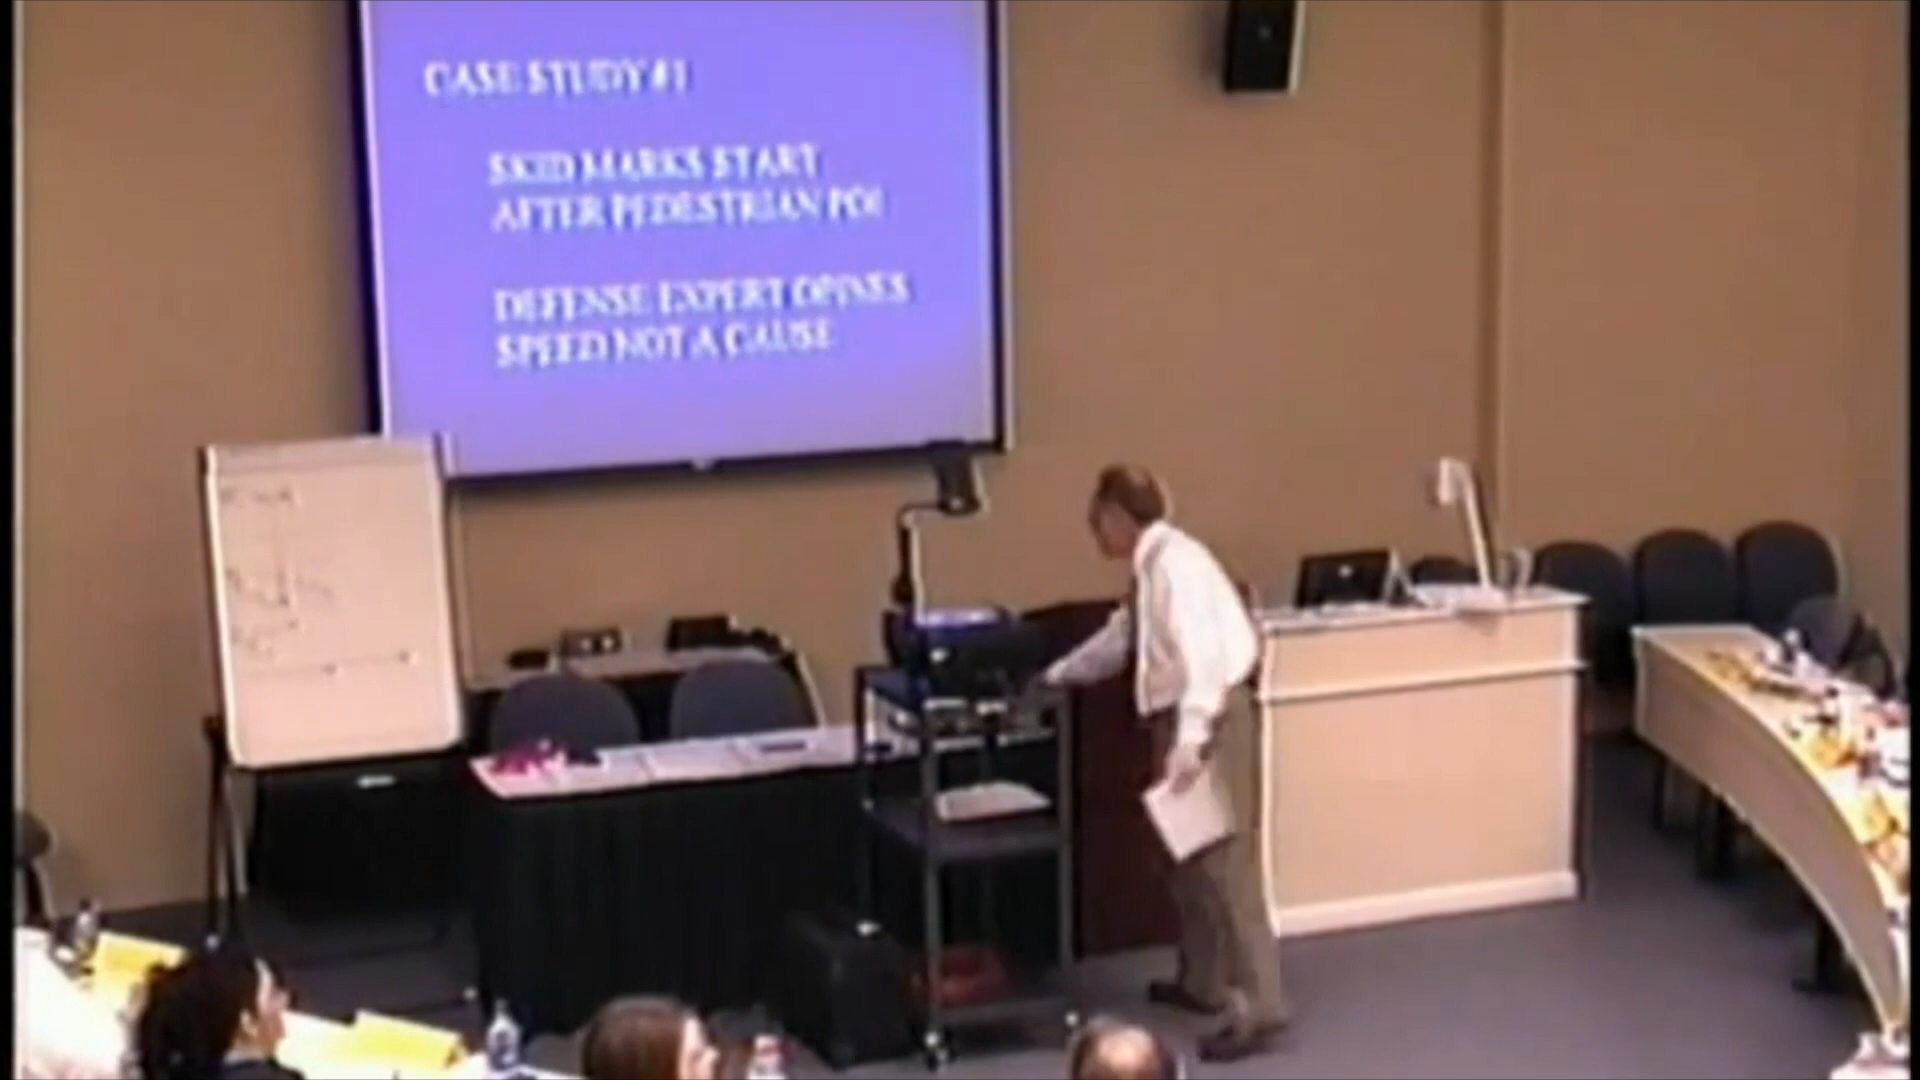 CASE STUDY #1
SKID MARKS START
AFTER PEDESTRIAN POI
DEFENSE EXPERT OPINES
SPEED NOT A CAUSE